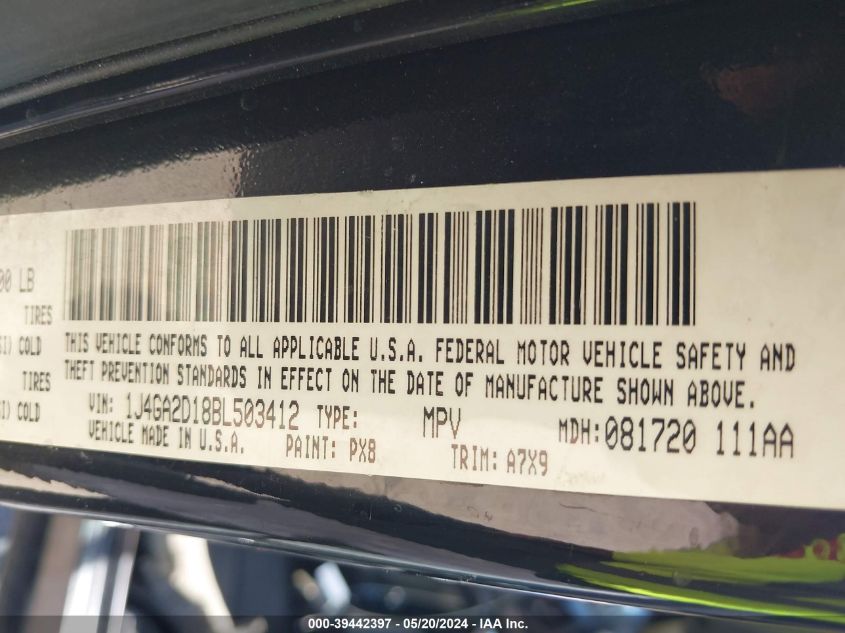 00 LB
TIRES
SI) COLD
TIRES
SI) COLD
THIS VEHICLE CONFORMS TO ALL APPLICABLE U.S.A. FEDERAL MOTOR VEHICLE SAFETY AND
THEFT PREVENTION STANDARDS IN EFFECT ON THE DATE OF MANUFACTURE SHOWN ABOVE.
VIN: 1J4GA2D18BL503412 TYPE: MPV MDH: 081720 111AA
VEHICLE MADE IN U.S.A. PAINT: PX8 TRIM: A7X9
000-39442397 - 05/20/2024 - IAA Inc.